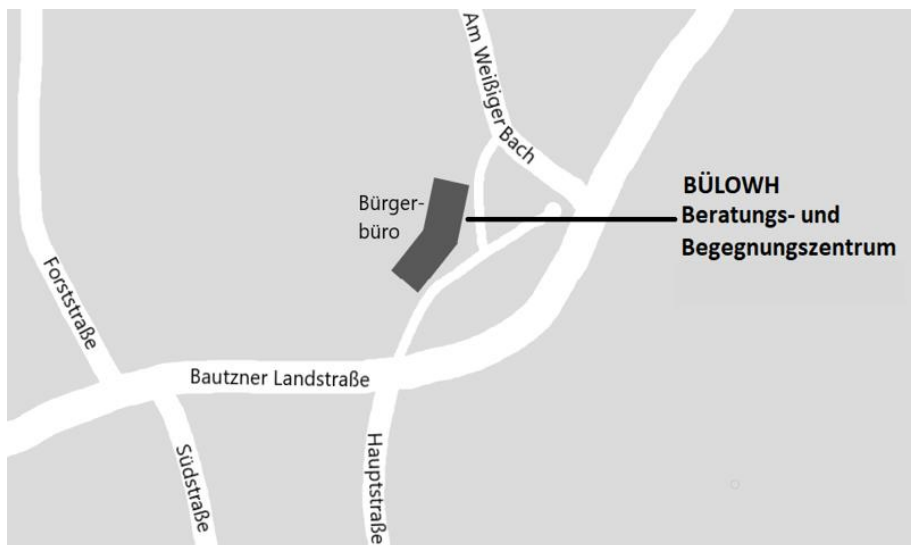 Am Weißiger Bach
BÜLOWH
Beratungs- und
Begegnungszentrum
Bürger-
büro
Forststraße
Bautzner Landstraße
Südstraße
Hauptstraße